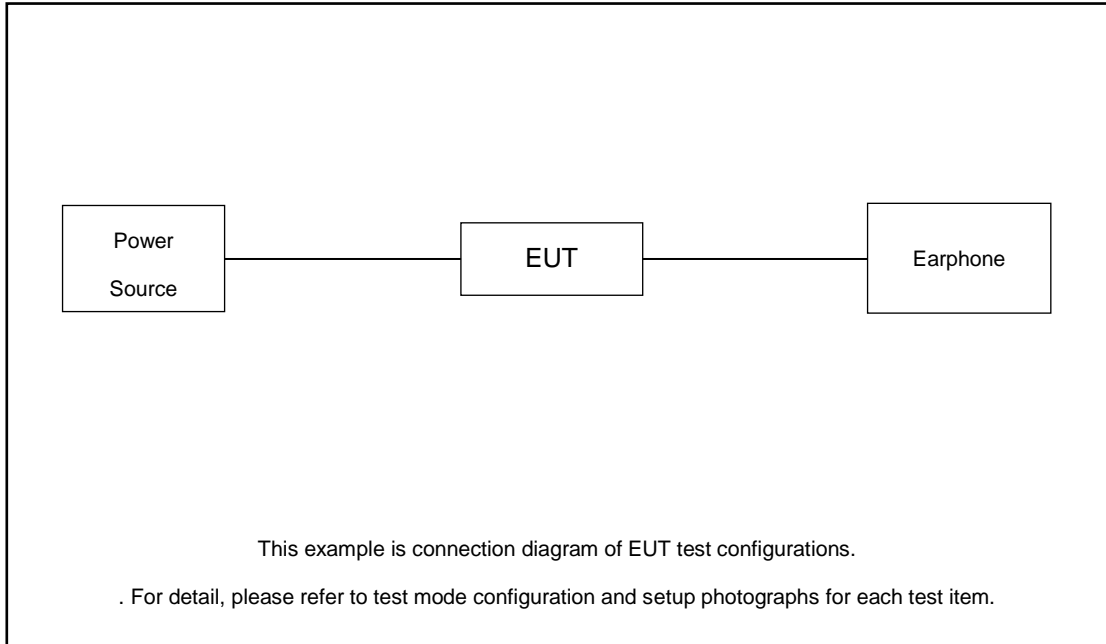 Power
Source
EUT
Earphone
This example is connection diagram of EUT test configurations.
. For detail, please refer to test mode configuration and setup photographs for each test item.